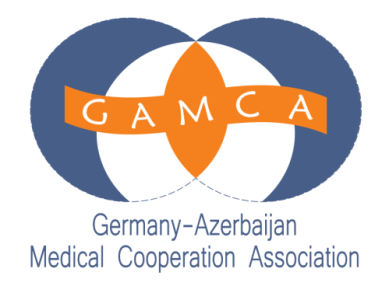 GAMCA
Germany-Azerbaijan
Medical Cooperation Association